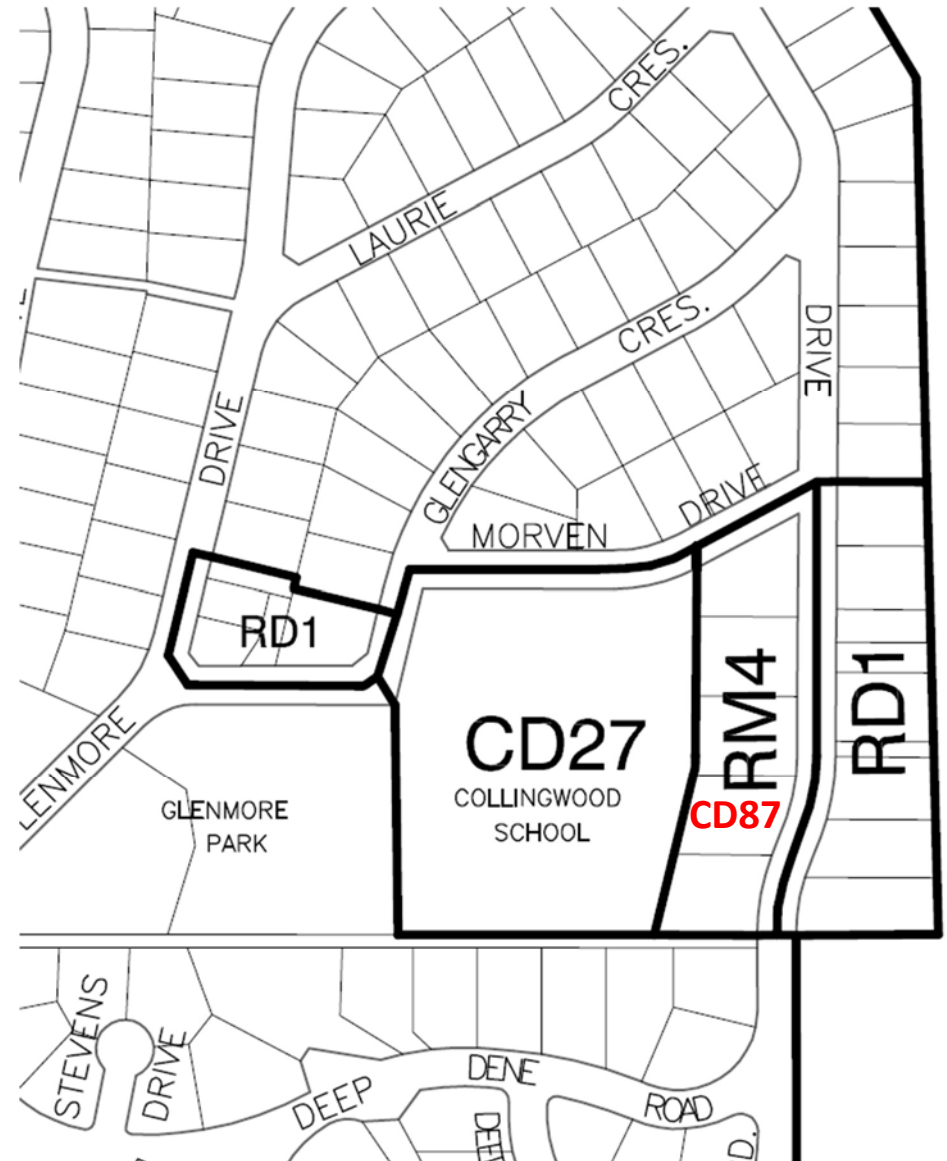 CRES.
LAURIE
CRES.
DRIVE
DRIVE
GLENGARRY
DRIVE
MORVEN
RD1
RM4
RD1
CD27
COLLINGWOOD
SCHOOL
CD87
GLENMORE
PARK
STEVENS
DRIVE
DEEP
DENE
ROAD